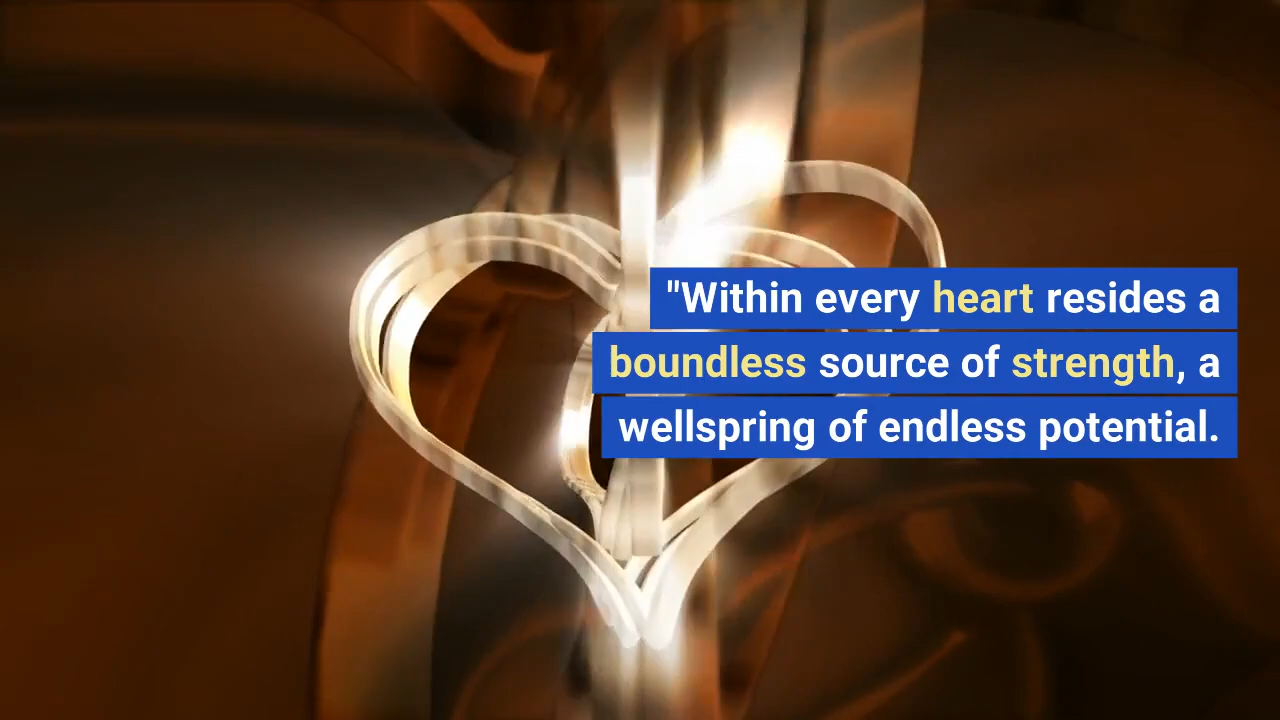 "Within every heart resides a
boundless source of strength, a
wellspring of endless potential.